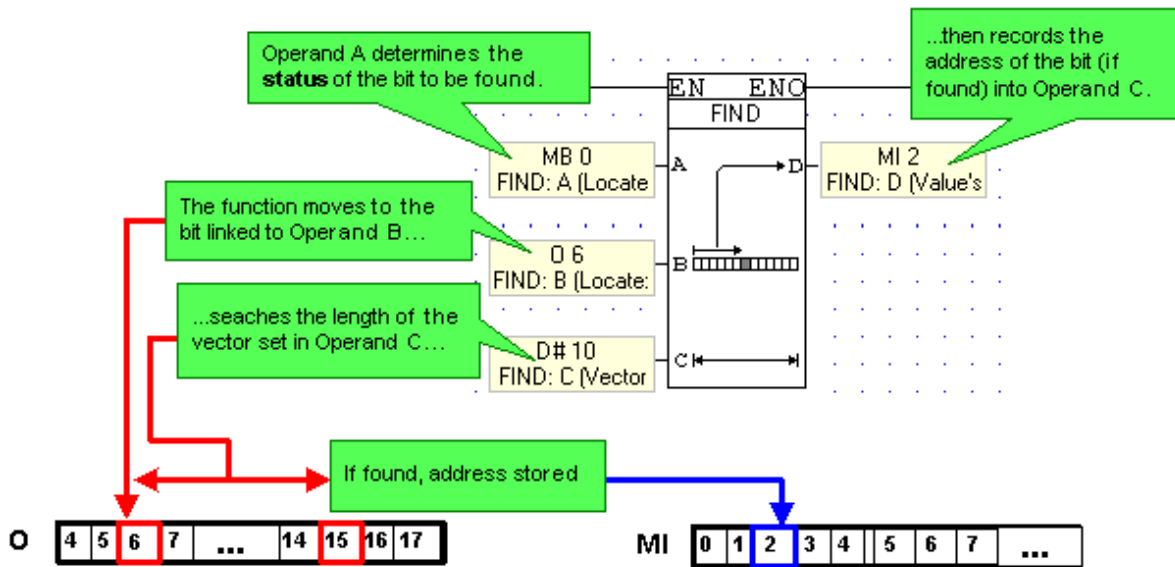 Operand A determines the
status of the bit to be found.
...then records the
address of the bit (if
found) into Operand C.
EN ENO
FIND
MB 0
FIND: A (Locate
A
D
MI 2
FIND: D (Value's
The function moves to the
bit linked to Operand B...
O 6
FIND: B (Locate:
B
...seaches the length of the
vector set in Operand C...
D# 10
FIND: C (Vector
C
If found, address stored
O 4 5 6 7 ... 14 15 16 17
MI 0 1 2 3 4 5 6 7 ...